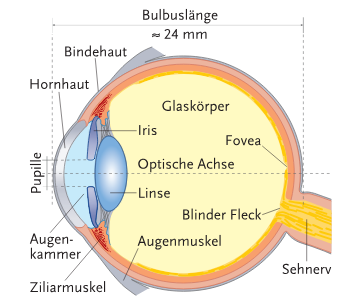 Bulbuslänge
≈ 24 mm
Bindehaut
Hornhaut
Glaskörper
Iris
Fovea
Pupille
Optische Achse
Linse
Blinder Fleck
Augen-
kammer
Augenmuskel
Sehnerv
Ziliarmuskel